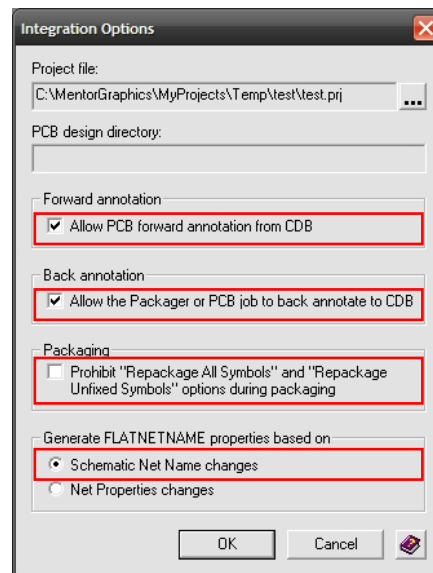 Integration Options
Project file:
C:\MentorGraphics\MyProjects\Temp\test\test.prj
...
PCB design directory:
Forward annotation
Allow PCB forward annotation from CDB
Back annotation
Allow the Packager or PCB job to back annotate to CDB
Packaging
Prohibit "Repackage All Symbols" and "Repackage
Unfixed Symbols" options during packaging
Generate FLATNETNAME properties based on
Schematic Net Name changes
Net Properties changes
OK
Cancel